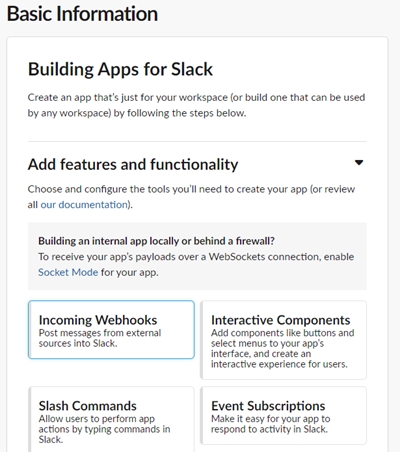 Basic Information
Building Apps for Slack
Create an app that's just for your workspace (or build one that can be used
by any workspace) by following the steps below.
Add features and functionality
Choose and configure the tools you'll need to create your app (or review
all our documentation).
Building an internal app locally or behind a firewall?
To receive your app's payloads over a WebSockets connection, enable
Socket Mode for your app.
Incoming Webhooks
Post messages from external
sources into Slack.
Interactive Components
Add components like buttons and
select menus to your app's
interface, and create an
interactive experience for users.
Slash Commands
Allow users to perform app
actions by typing commands in
Slack.
Event Subscriptions
Make it easy for your app to
respond to activity in Slack.